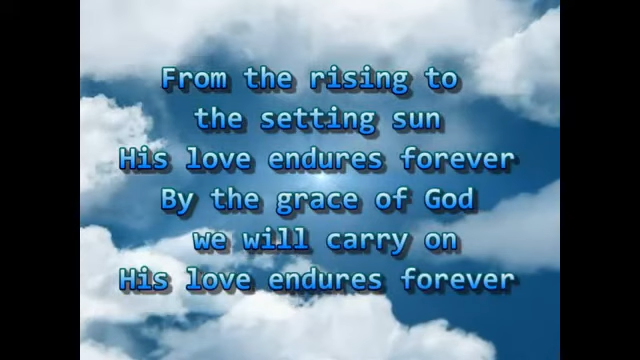 From the rising to
the setting sun
His love endures forever
By the grace of God
we will carry on
His love endures forever